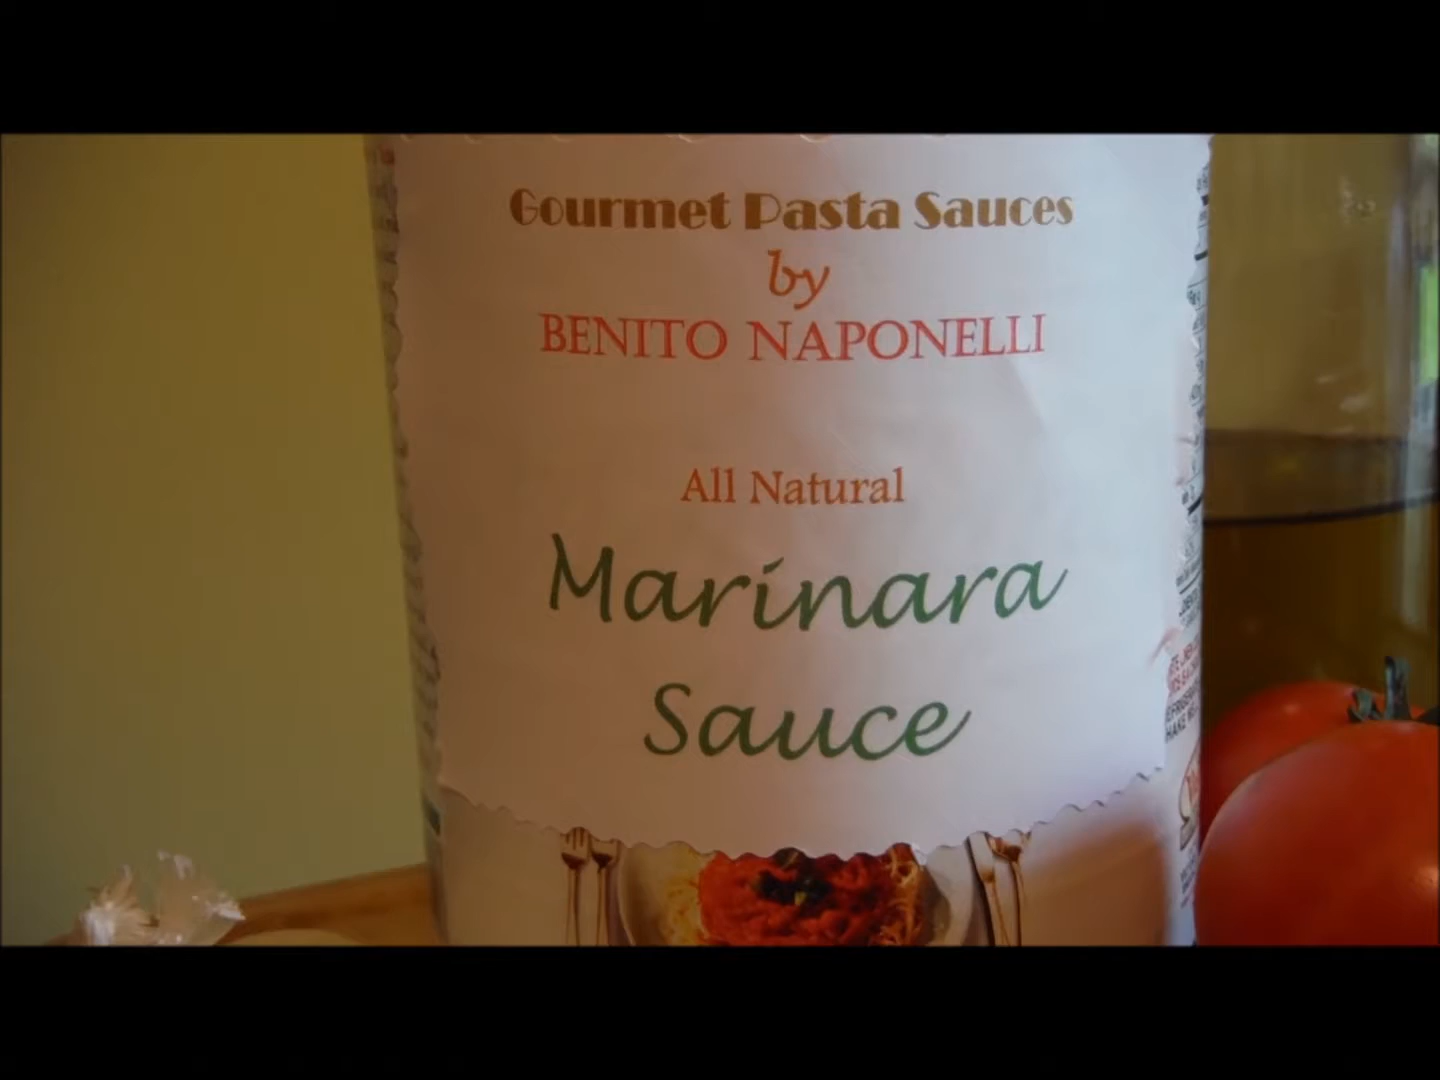 Gourmet Pasta Sauces
by
BENITO NAPONELLI
All Natural
Marinara
Sauce